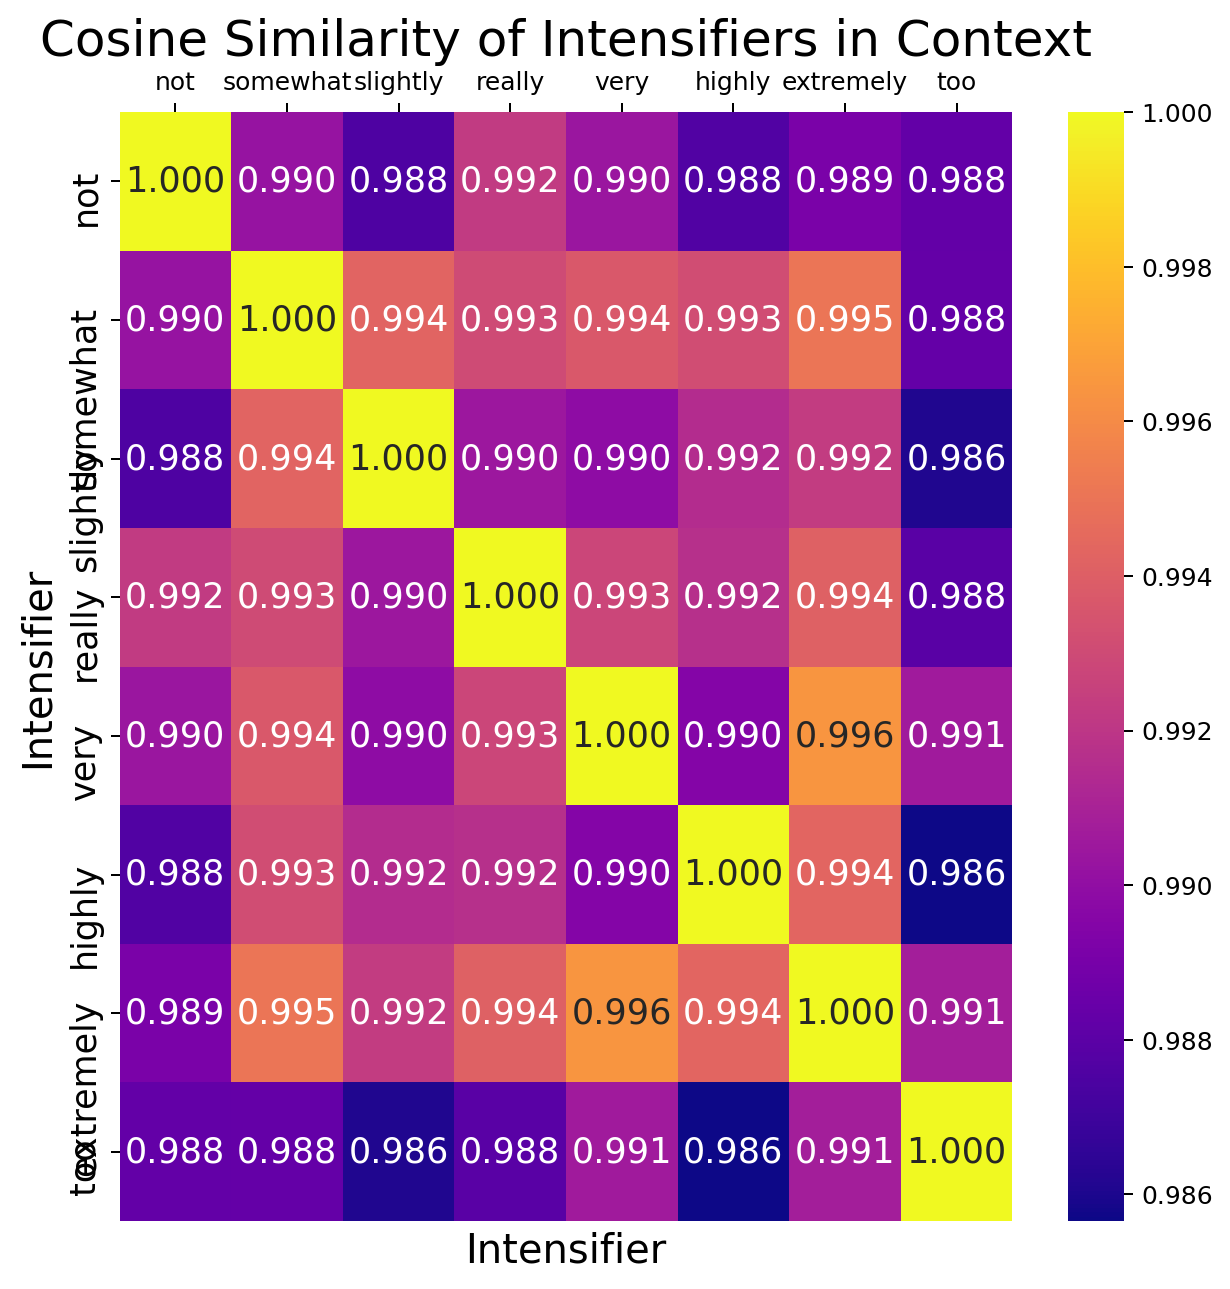 Cosine Similarity of Intensifiers in Context
not somewhat slightly really very highly extremely too
not 1.000 0.990 0.988 0.992 0.990 0.988 0.989 0.988
somewhat 0.990 1.000 0.994 0.993 0.994 0.993 0.995 0.988
slightly 0.988 0.994 1.000 0.990 0.990 0.992 0.992 0.986
really 0.992 0.993 0.990 1.000 0.993 0.992 0.994 0.988
very 0.990 0.994 0.990 0.993 1.000 0.990 0.996 0.991
highly 0.988 0.993 0.992 0.992 0.990 1.000 0.994 0.986
extremely 0.989 0.995 0.992 0.994 0.996 0.994 1.000 0.991
too 0.988 0.988 0.986 0.988 0.991 0.986 0.991 1.000
Intensifier
Intensifier
1.000
0.998
0.996
0.994
0.992
0.990
0.988
0.986